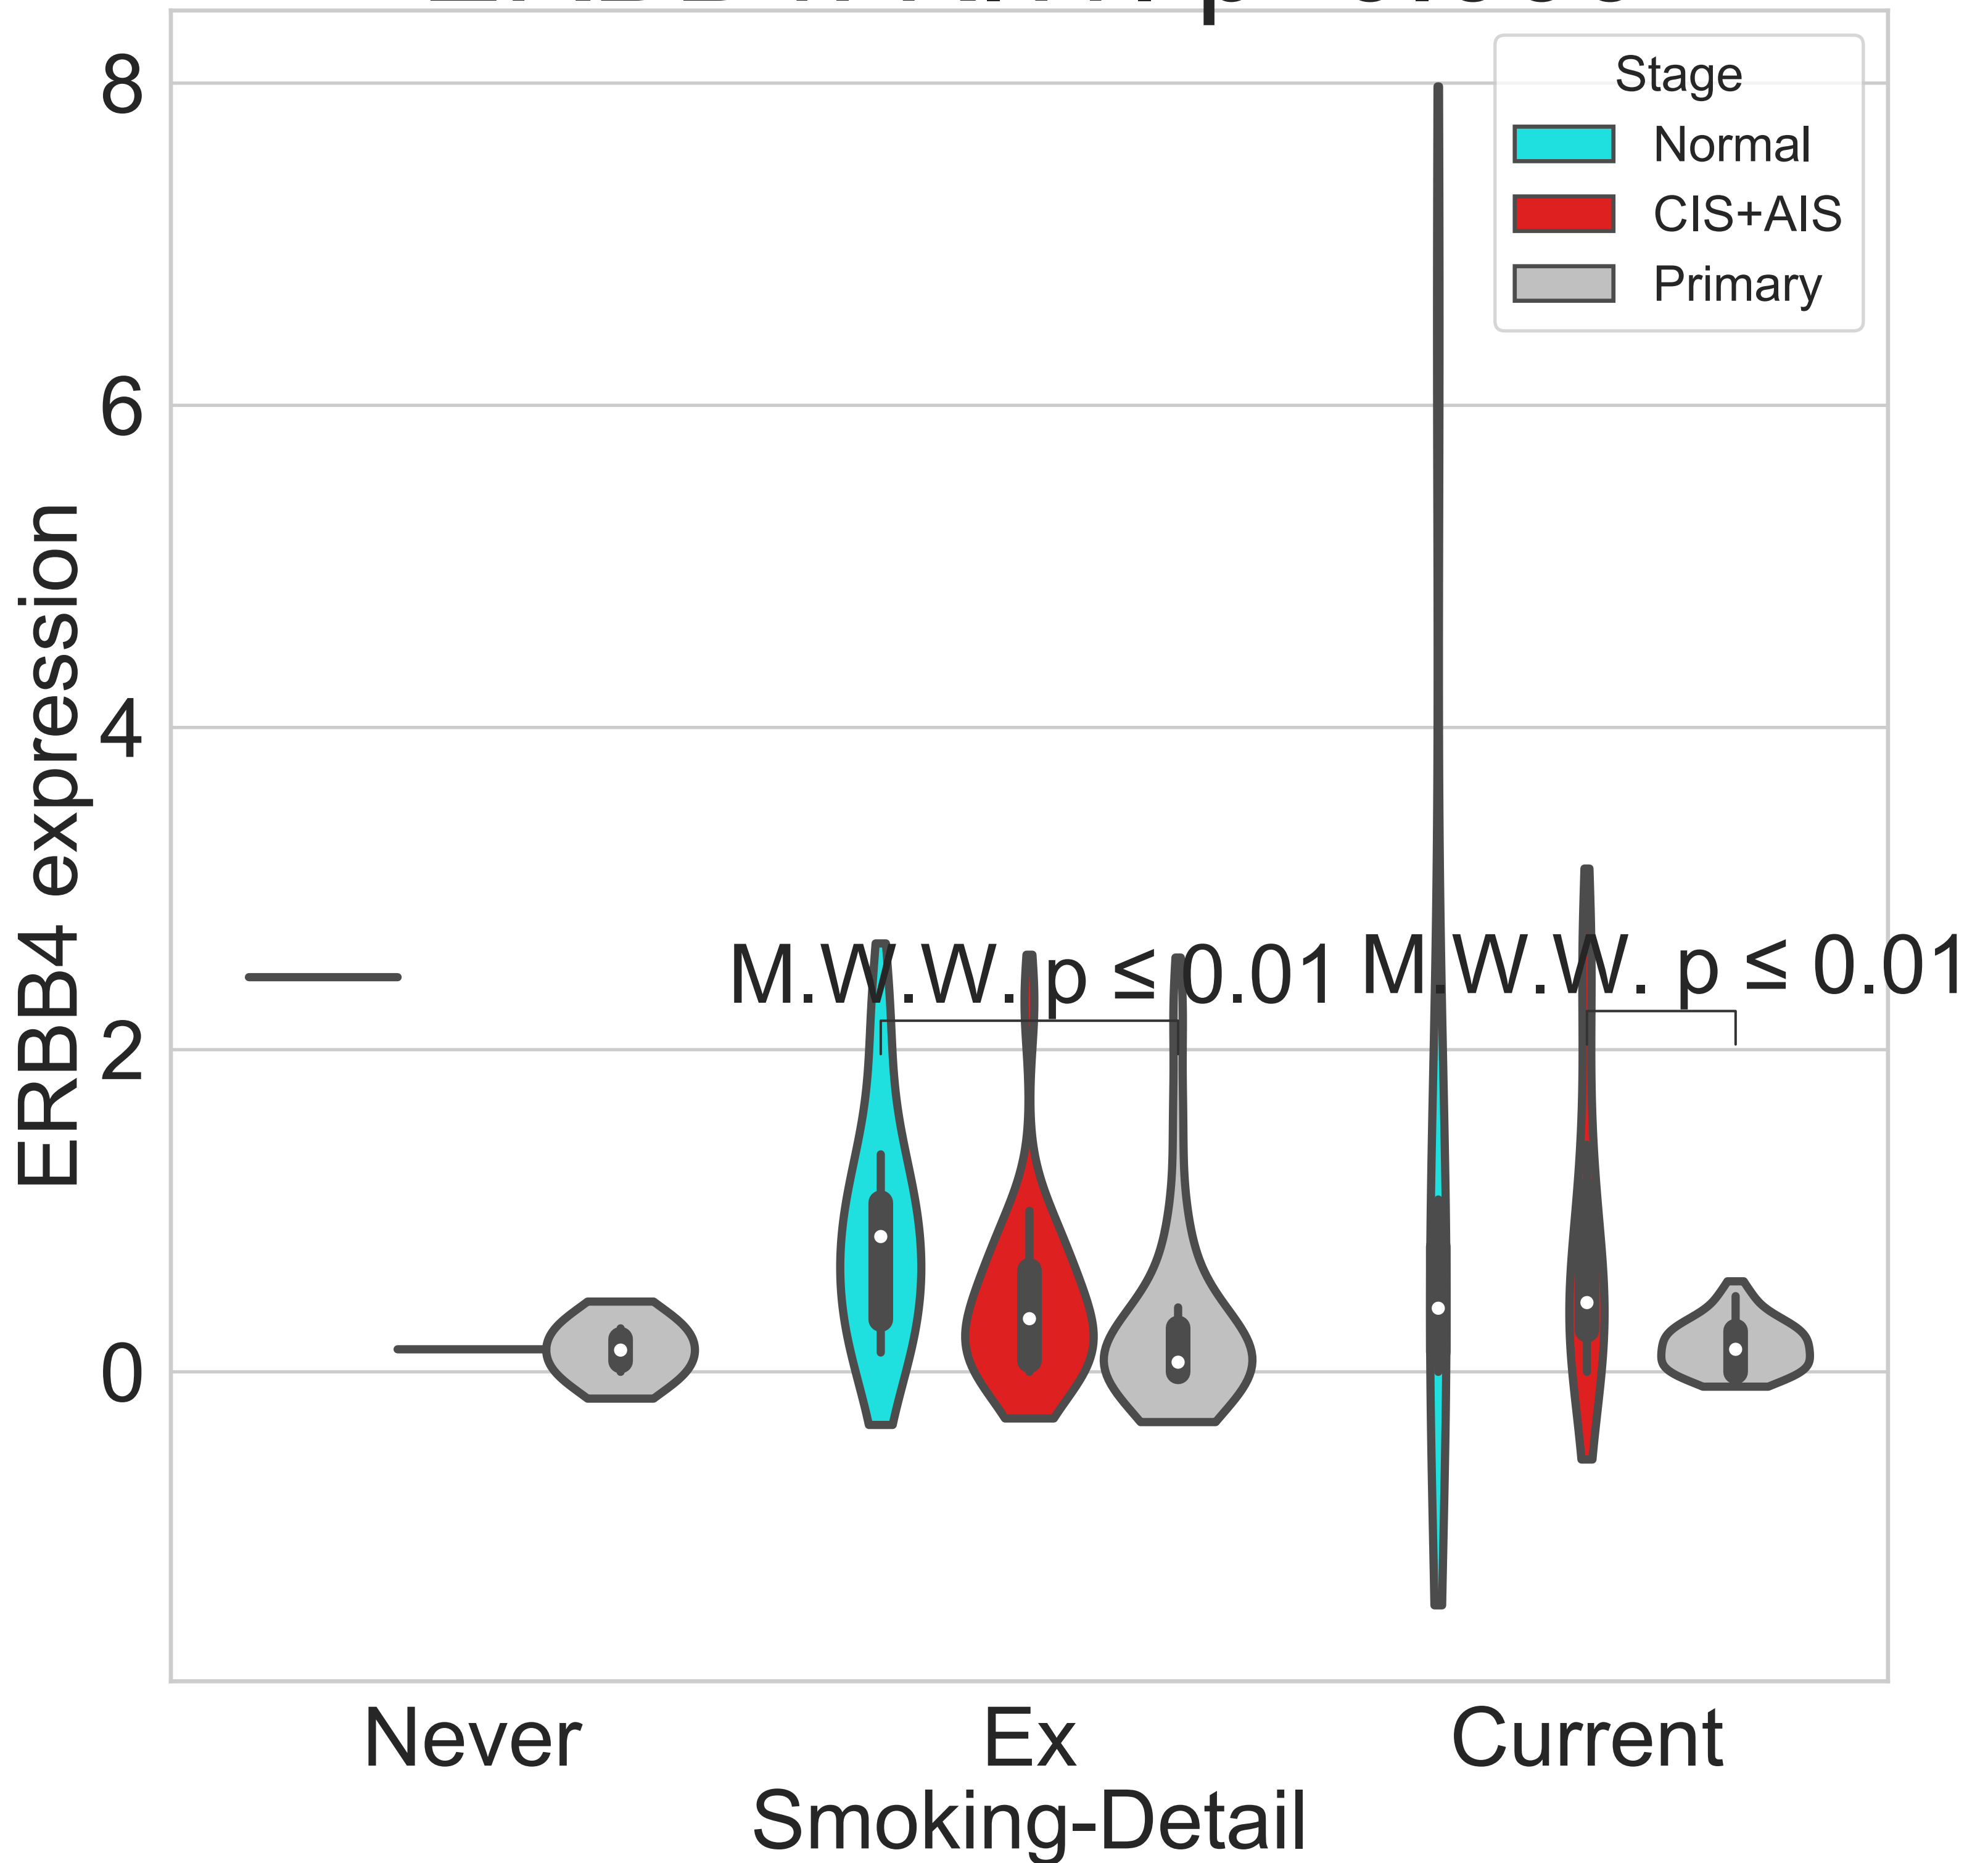 8
6
4
2
0
ERBB4 expression
Stage
Normal
CIS+AIS
Primary
M.W.W. p ≤ 0.01
M.W.W. p ≤ 0.01
Never
Ex
Current
Smoking-Detail